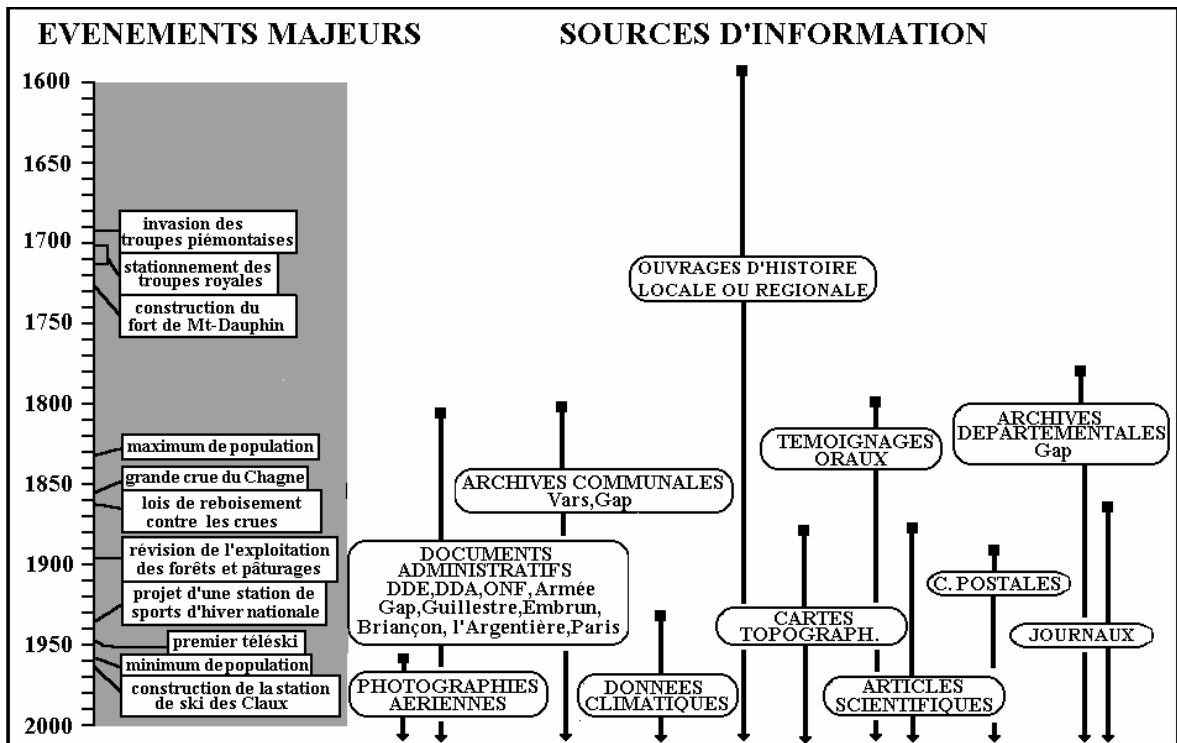 EVENEMENTS MAJEURS
SOURCES D'INFORMATION
1600
1650
1700
1750
1800
1850
1900
1950
2000
invasion des
troupes piémontaises
stationnement des
troupes royales
construction du
fort de Mt-Dauphin
maximum de population
grande crue du Chagne
lois de reboisement
contre les crues
révision de l'exploitation
des forêts et pâturages
projet d'une station de
sports d'hiver nationale
premier téléski
minimum de population
construction de la station
de ski des Claux
OUVRAGES D'HISTOIRE
LOCALE OU REGIONALE
ARCHIVES
DEPARTEMENTALES
Gap
TEMOIGNAGES
ORAUX
ARCHIVES COMMUNALES
Vars,Gap
DOCUMENTS
ADMINISTRATIFS
DDE,DDA,ONF,Armée
Gap,Guillestre,Embrun,
Briançon, l'Argentière,Paris
C. POSTALES
CARTES
TOPOGRAPH.
JOURNAUX
PHOTOGRAPHIES
AERIENNES
DONNEES
CLIMATIQUES
ARTICLES
SCIENTIFIQUES